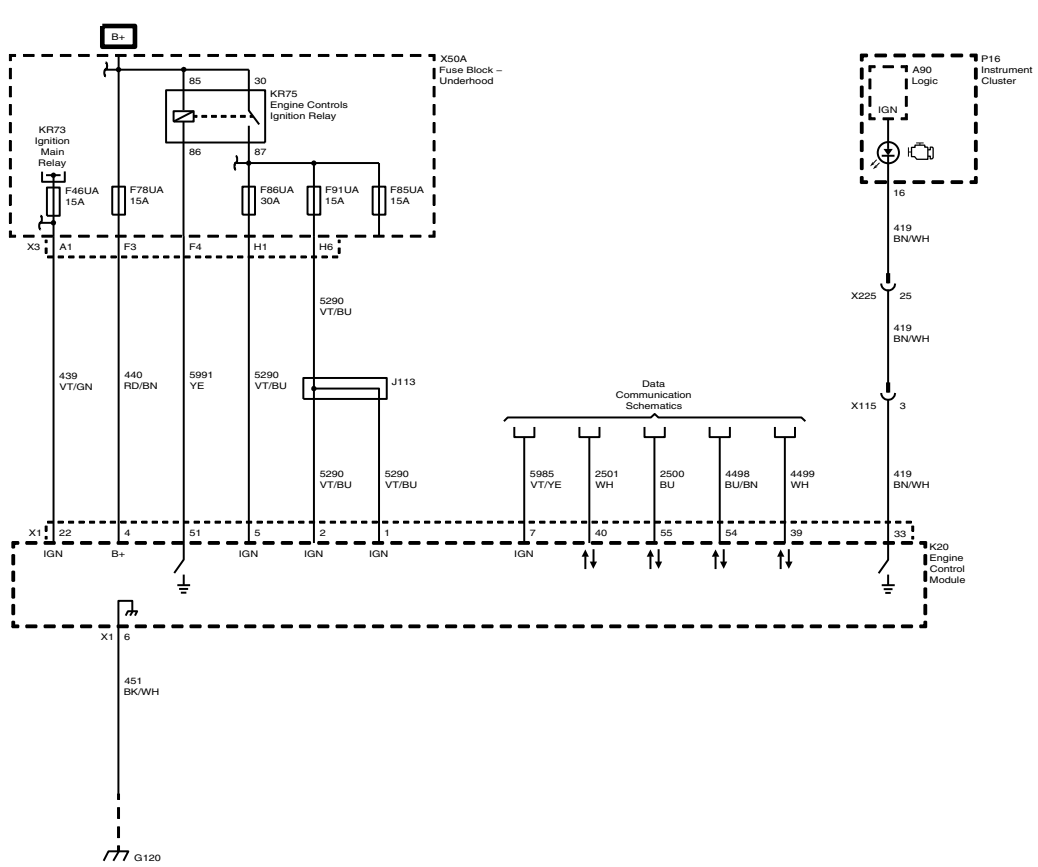 B+
X50A
Fuse Block –
Underhood
P16
Instrument
Cluster
A90
Logic
IGN
85
30
KR75
Engine Controls
Ignition Relay
86
87
KR73
Ignition
Main
Relay
F46UA
15A
F78UA
15A
F86UA
30A
F91UA
15A
F85UA
15A
16
X3
A1
F3
F4
H1
H6
419
BN/WH
X225
25
5290
VT/BU
419
BN/WH
439
VT/GN
440
RD/BN
5991
YE
5290
VT/BU
J113
Data
Communication
Schematics
X115
3
5290
VT/BU
5290
VT/BU
5985
VT/YE
2501
WH
2500
BU
4498
BU/BN
4499
WH
419
BN/WH
X1
22
4
51
5
2
1
7
40
55
54
39
33
IGN
B+
IGN
IGN
IGN
IGN
K20
Engine
Control
Module
X1
6
451
BK/WH
G120